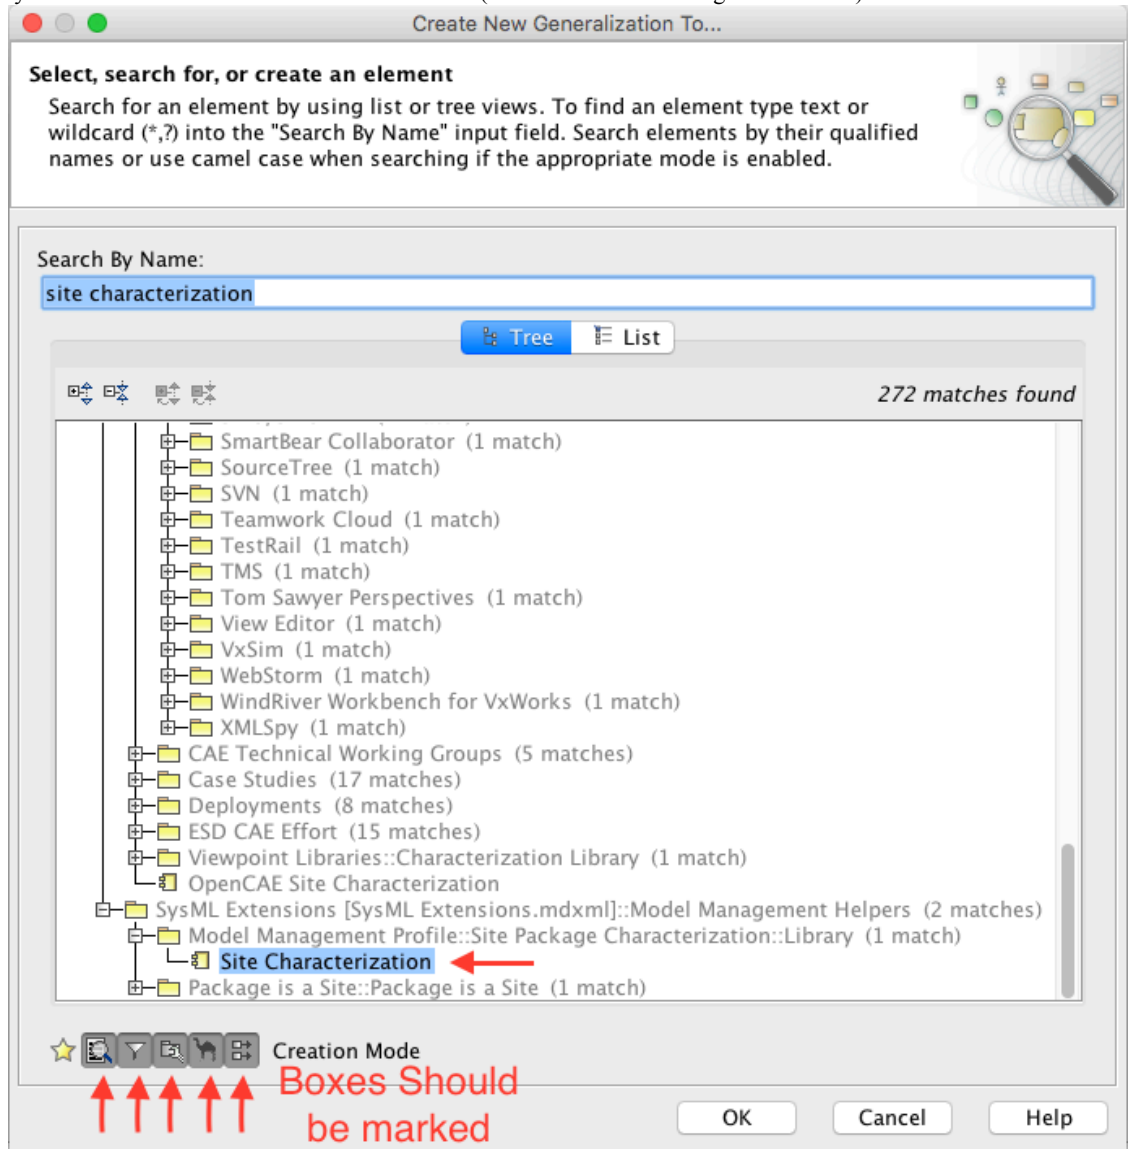 Create New Generalization To...
Select, search for, or create an element
Search for an element by using list or tree views. To find an element type text or
wildcard (*,?) into the "Search By Name" input field. Search elements by their qualified
names or use camel case when searching if the appropriate mode is enabled.
Search By Name:
site characterization
Tree List
272 matches found
SmartBear Collaborator (1 match)
SourceTree (1 match)
SVN (1 match)
Teamwork Cloud (1 match)
TestRail (1 match)
TMS (1 match)
Tom Sawyer Perspectives (1 match)
View Editor (1 match)
VxSim (1 match)
WebStorm (1 match)
WindRiver Workbench for VxWorks (1 match)
XMLSpy (1 match)
CAE Technical Working Groups (5 matches)
Case Studies (17 matches)
Deployments (8 matches)
ESD CAE Effort (15 matches)
Viewpoint Libraries::Characterization Library (1 match)
OpenCAE Site Characterization
SysML Extensions [SysML Extensions.mdxml]::Model Management Helpers (2 matches)
Model Management Profile::Site Package Characterization::Library (1 match)
Site Characterization
Package is a Site::Package is a Site (1 match)
Creation Mode
Boxes Should
be marked
OK Cancel Help